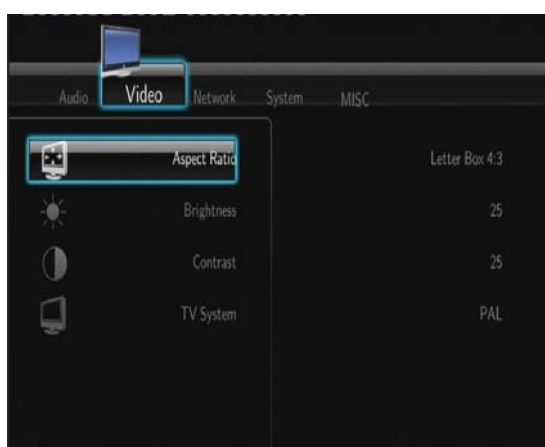 Audio Video Network System MISC
Aspect Ratio Letter Box 4:3
Brightness 25
Contrast 25
TV System PAL